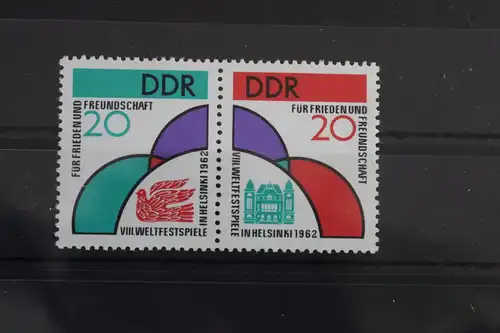 DDR
FÜR FRIEDEN UND
FREUNDSCHAFT
20
VIII.WELTFESTSPIELE
IN HELSINKI 1962
DDR
FÜR FRIEDEN UND
FREUNDSCHAFT
20
VIII.WELTFESTSPIELE
IN HELSINKI 1962